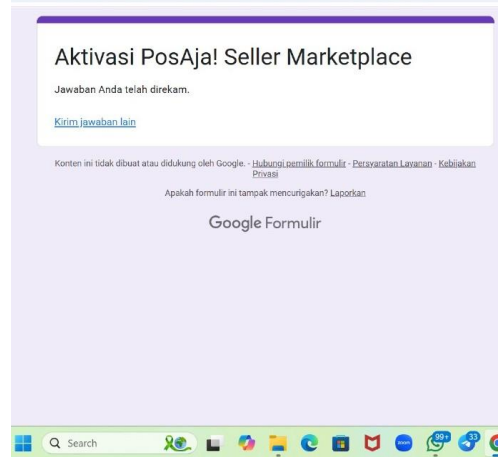 Aktivasi PosAja! Seller Marketplace
Jawaban Anda telah direkam.
Kirim jawaban lain
Konten ini tidak dibuat atau didukung oleh Google. - Hubungi pemilik formulir - Persyaratan Layanan - Kebijakan
Privasi
Apakah formulir ini tampak mencurigakan? Laporkan
Google Formulir
Search
zoom
99+
33